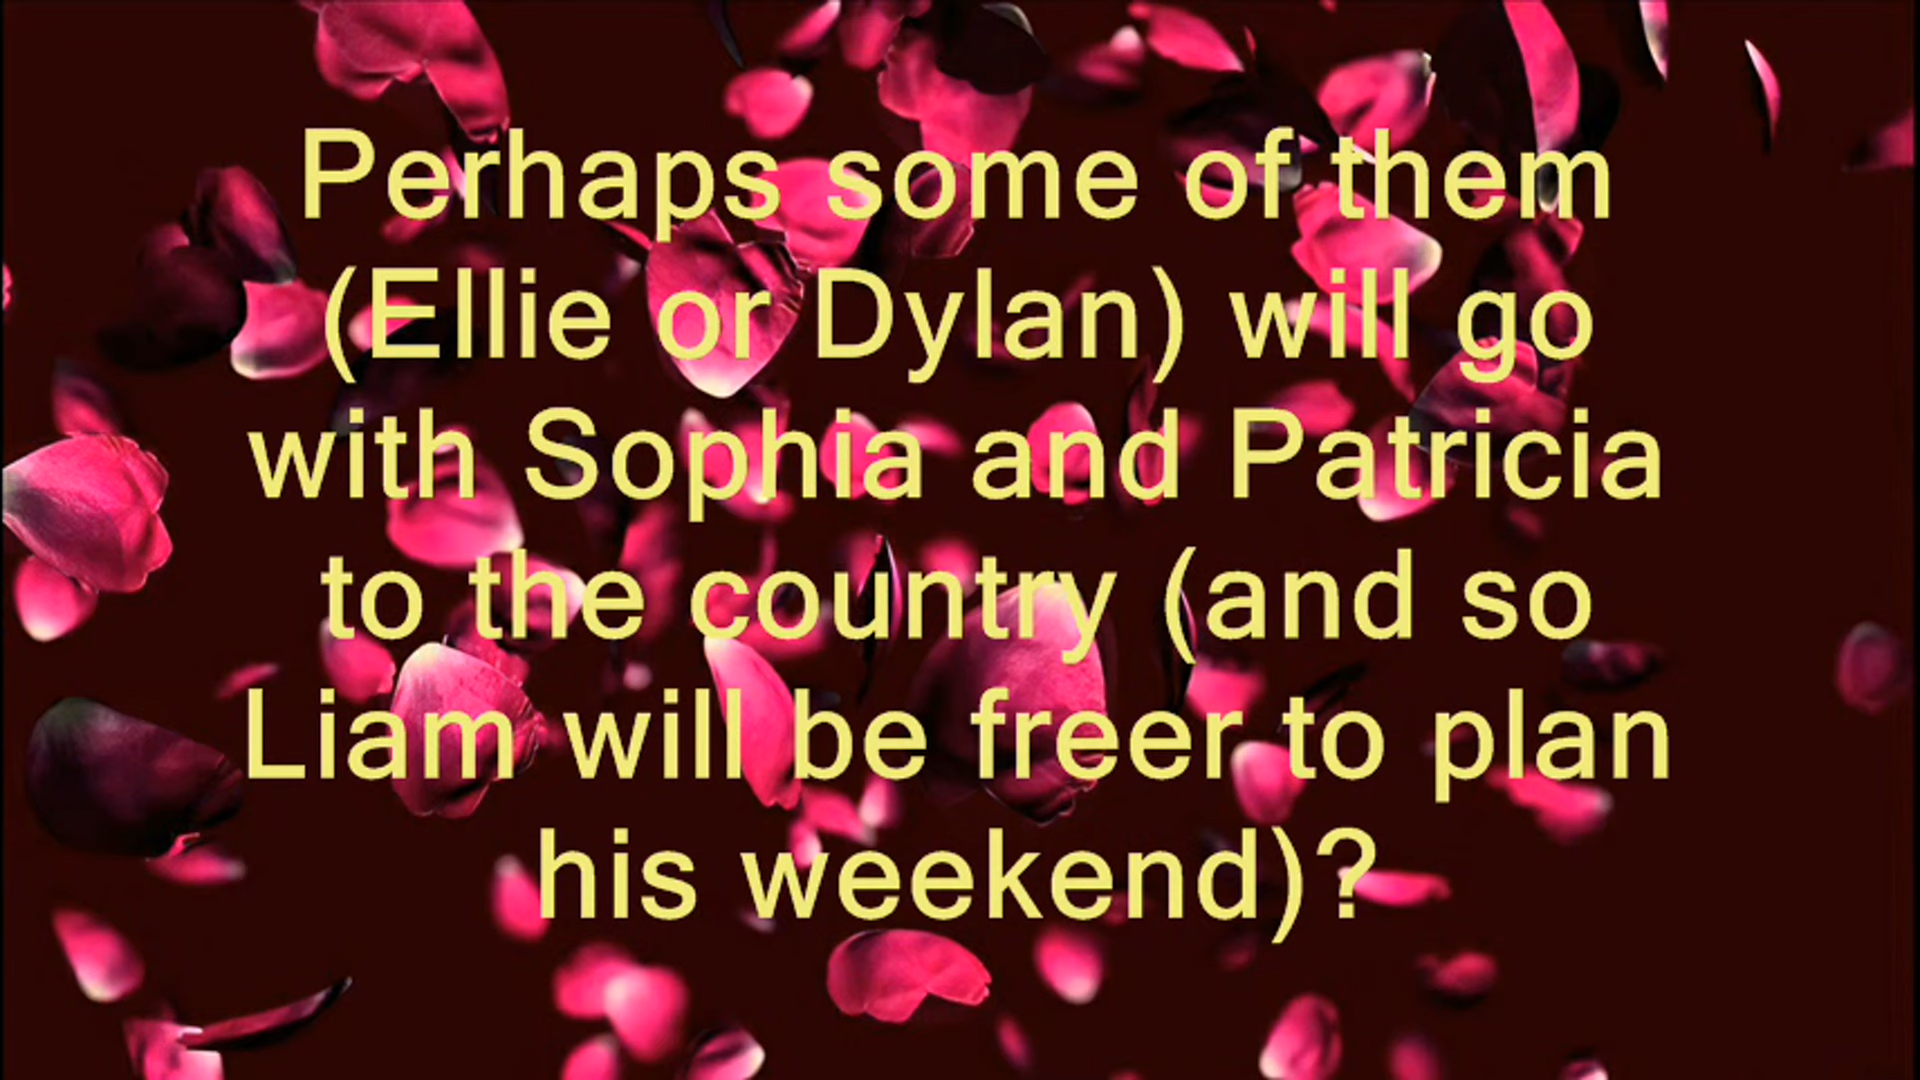 Perhaps some of them
(Ellie or Dylan) will go
with Sophia and Patricia
to the country (and so
Liam will be freer to plan
his weekend)?